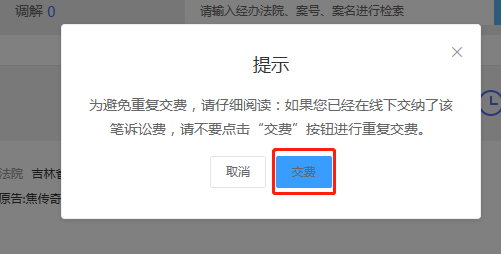 调解 0
请输入经办法院、案号、案名进行检索
提示
为避免重复交费，请仔细阅读：如果您已经在线下交纳了该
笔诉讼费，请不要点击“交费”按钮进行重复交费。
取消
交费
法院 吉林省
原告:焦传奇